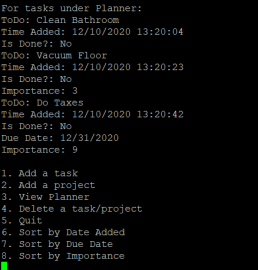 For tasks under Planner:
ToDo: Clean Bathroom
Time Added: 12/10/2020 13:20:04
Is Done?: No
ToDo: Vacuum Floor
Time Added: 12/10/2020 13:20:23
Is Done?: No
Importance: 3
ToDo: Do Taxes
Time Added: 12/10/2020 13:20:42
Is Done?: No
Due Date: 12/31/2020
Importance: 9
1. Add a task
2. Add a project
3. View Planner
4. Delete a task/project
5. Quit
6. Sort by Date Added
7. Sort by Due Date
8. Sort by Importance